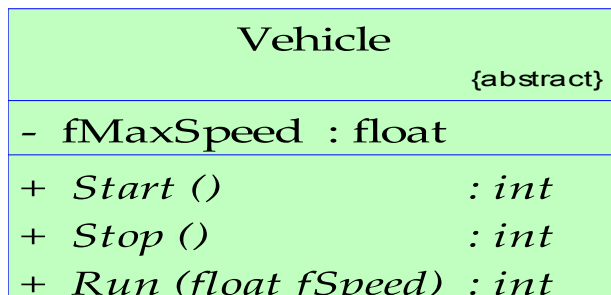 Vehicle
{abstract}
- fMaxSpeed : float
+ Start () : int
+ Stop () : int
+ Run (float fSpeed) : int